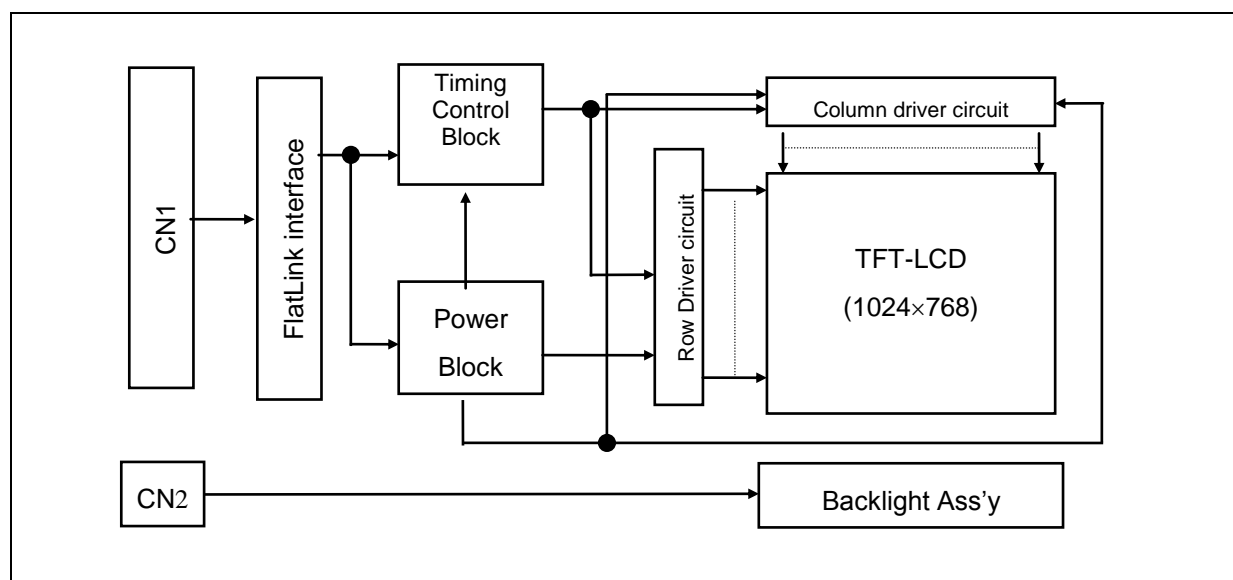 CN1
FlatLink interface
Timing
Control
Block
Power
Block
Row Driver circuit
Column driver circuit
TFT-LCD
(1024×768)
CN2
Backlight Ass'y